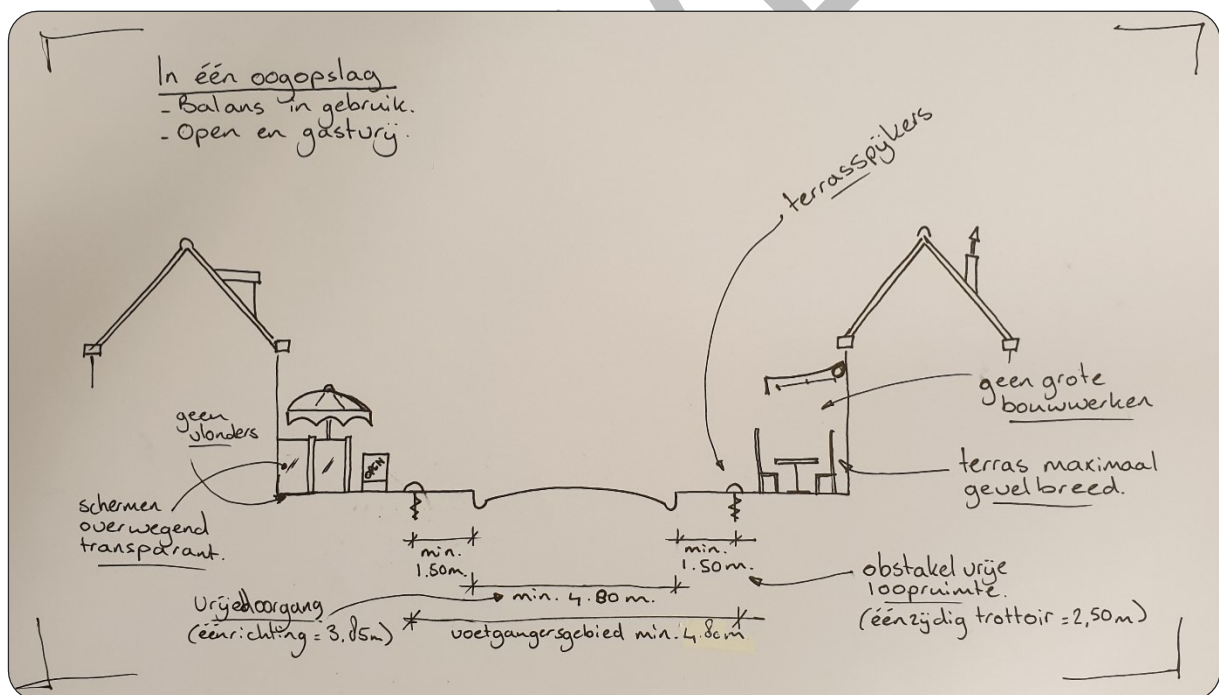 In één oogopslag
- Balans in gebruik.
- Open en gastvrij.
terrasspijkers
geen
vlonders
schermen
overwegend
transparant.
OPEN
geen grote
bouwwerken
terras maximaal
gevelbreed.
min.
1.50m.
min.
1.50m.
min. 4.80 m.
Vrije doorgang
(éénrichting = 3.85m)
voetgangersgebied min. 4.80m
obstakel vrije
loopruimte.
(éénzijdig trottoir = 2,50m)